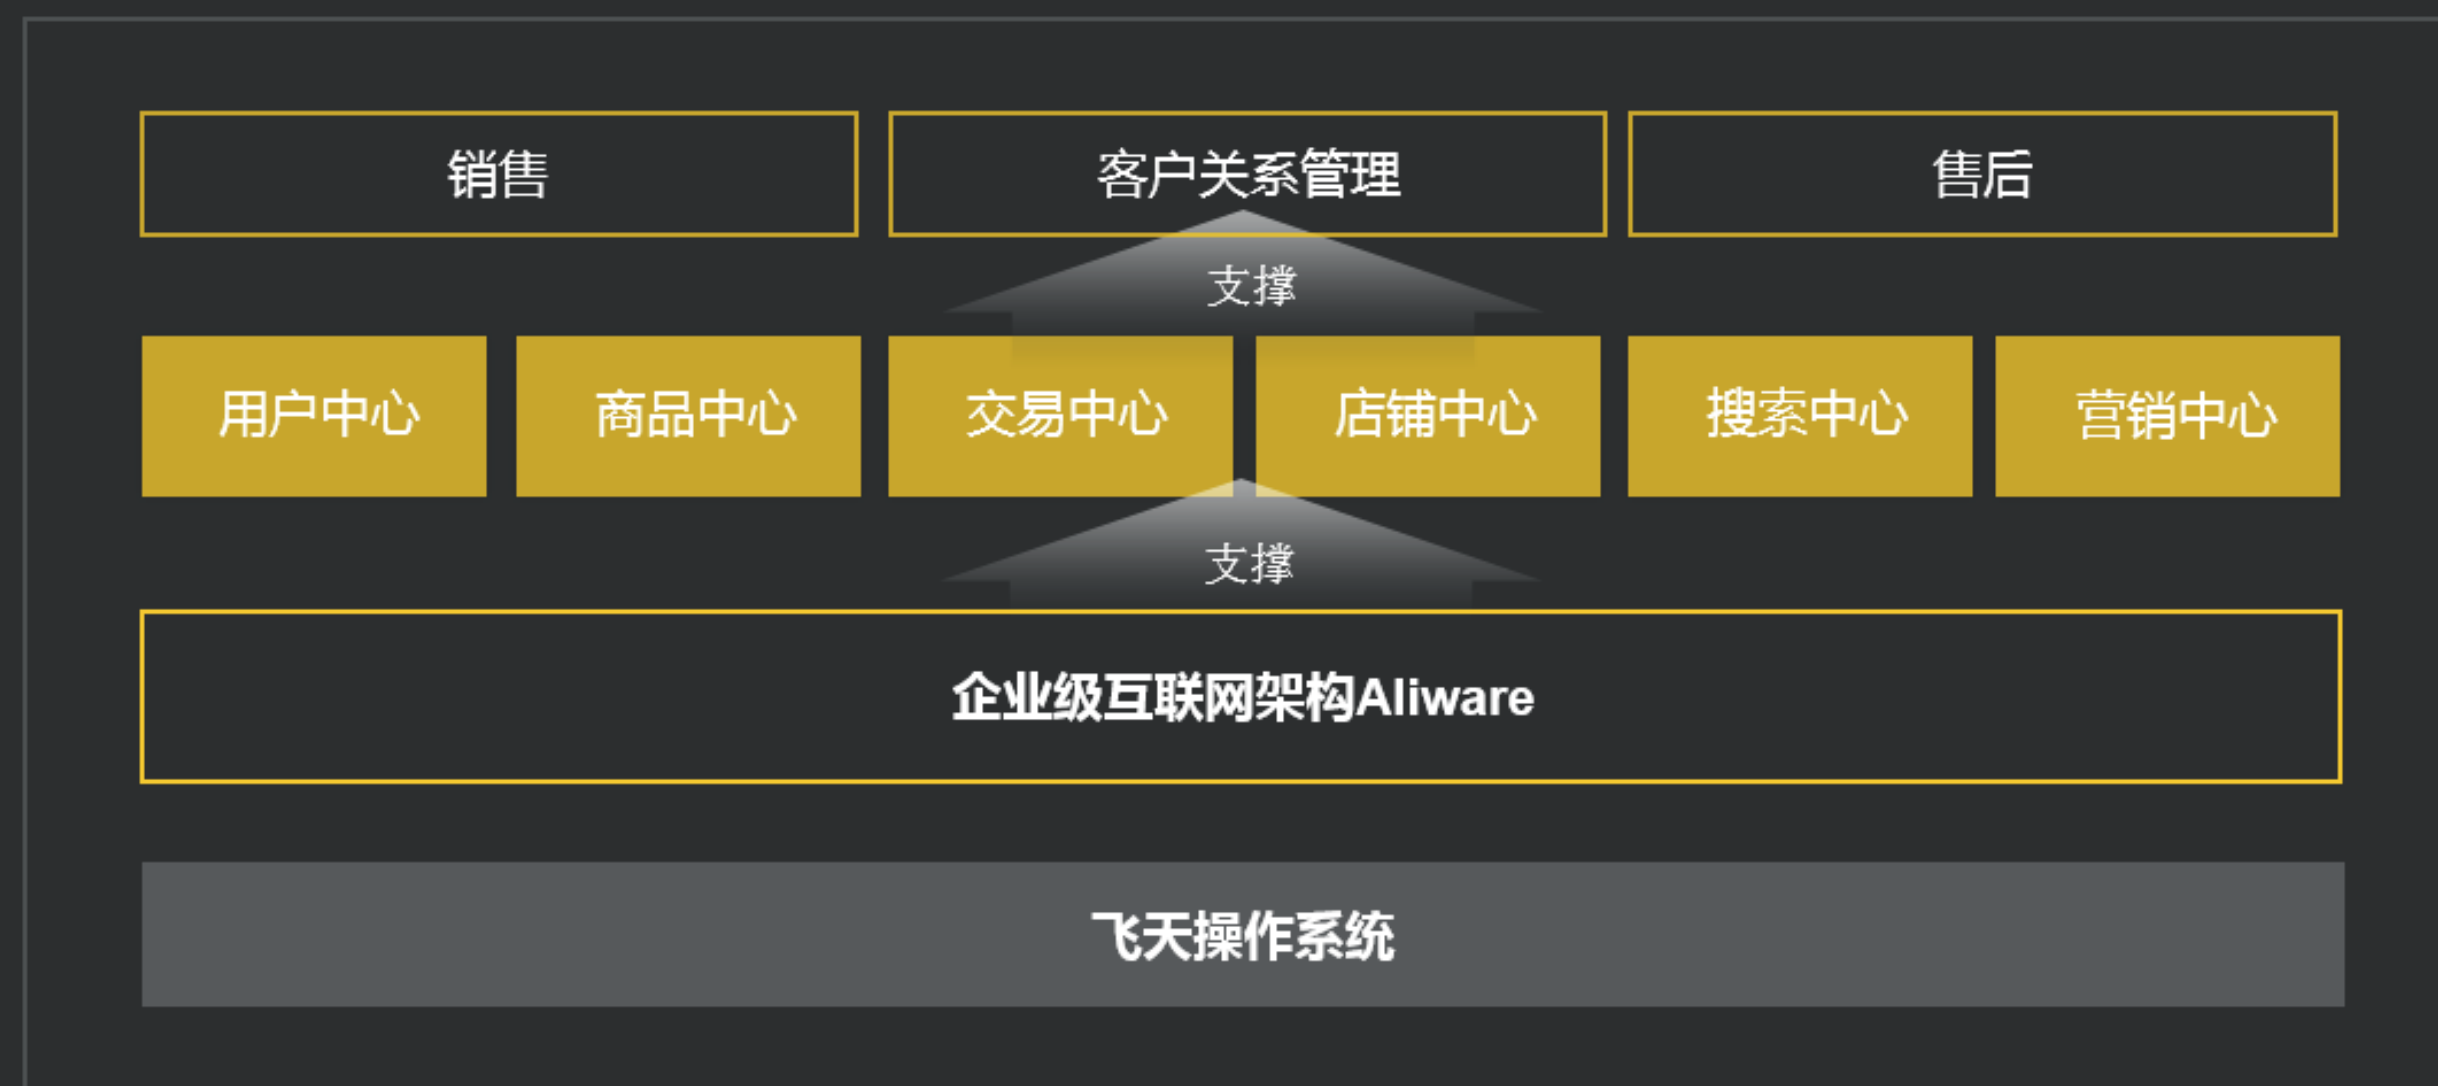 销售
客户关系管理
售后
支撑
用户中心
商品中心
交易中心
店铺中心
搜索中心
营销中心
支撑
企业级互联网架构Aliware
飞天操作系统